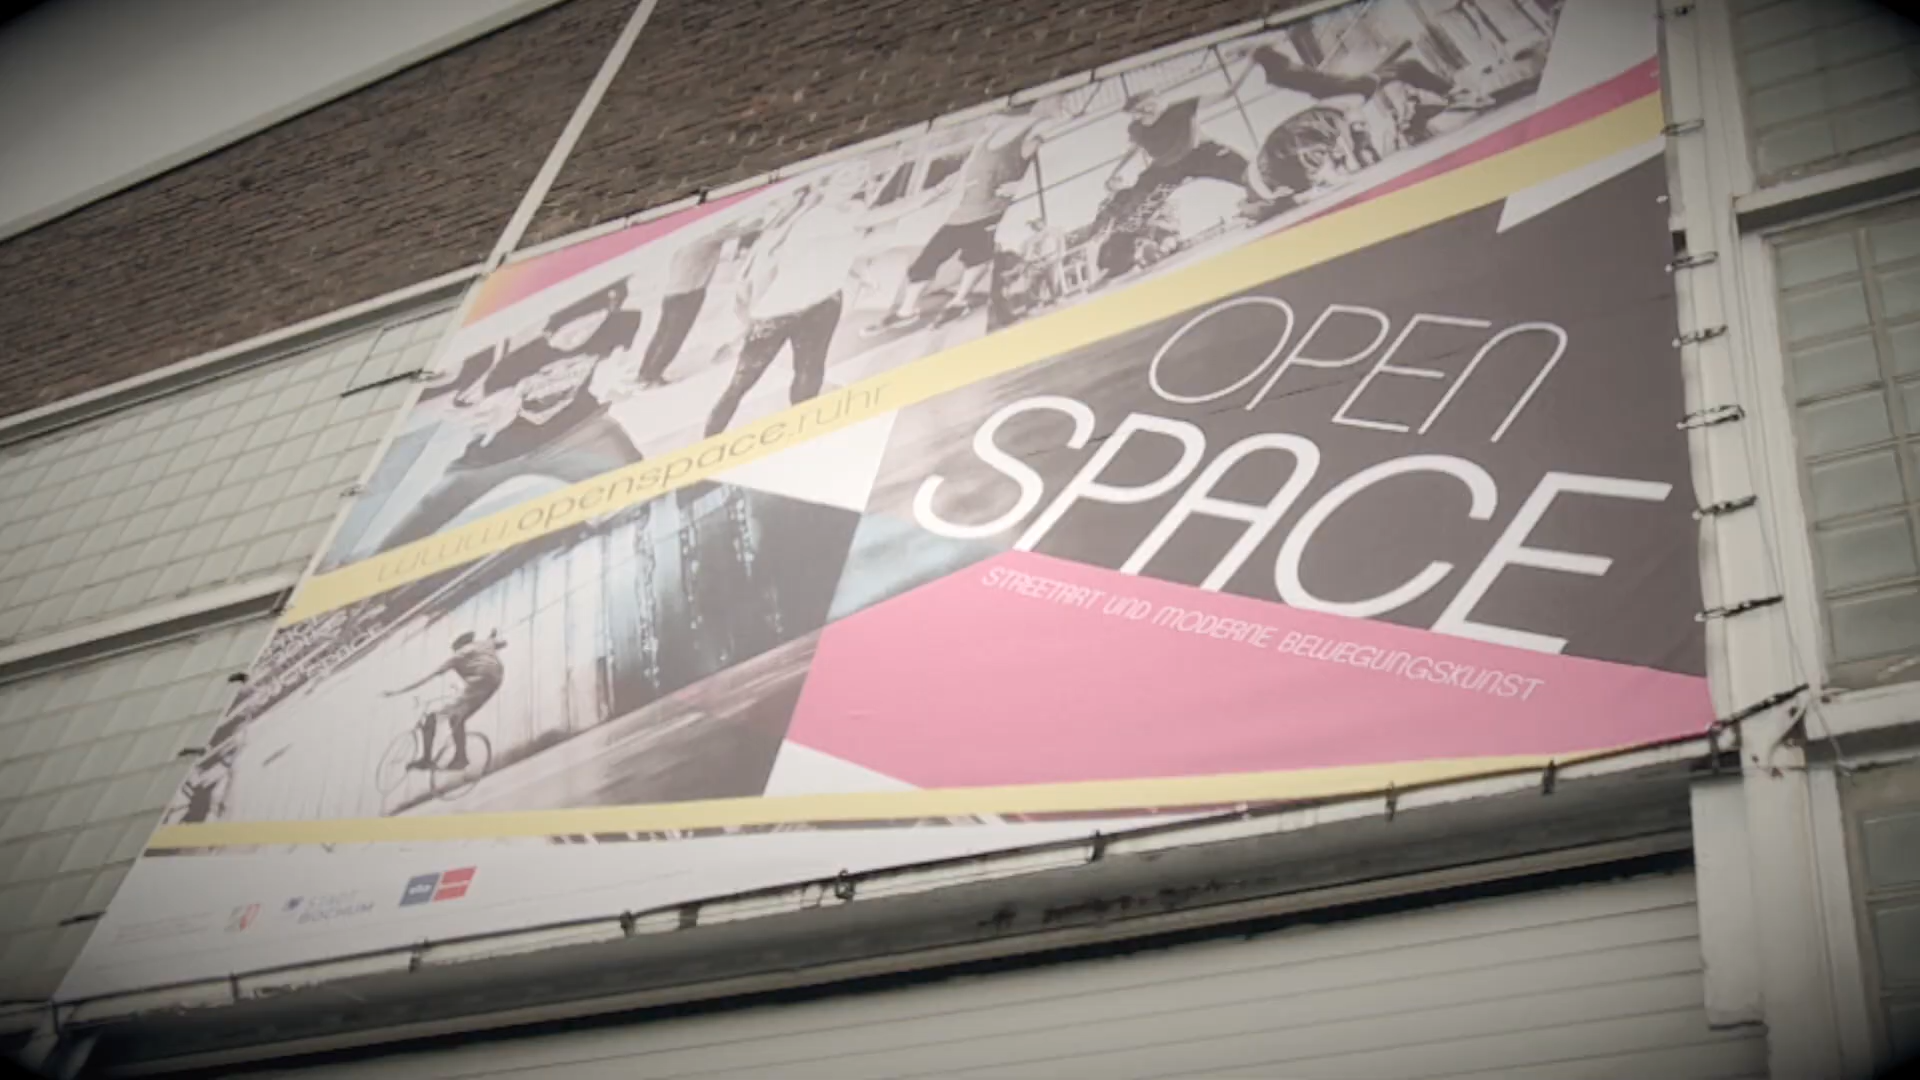 www.openspace.ruhr
OPEN
SPACE
STREETART UND MODERNE BEWEGUNGSKUNST
STADT
BOCHUM